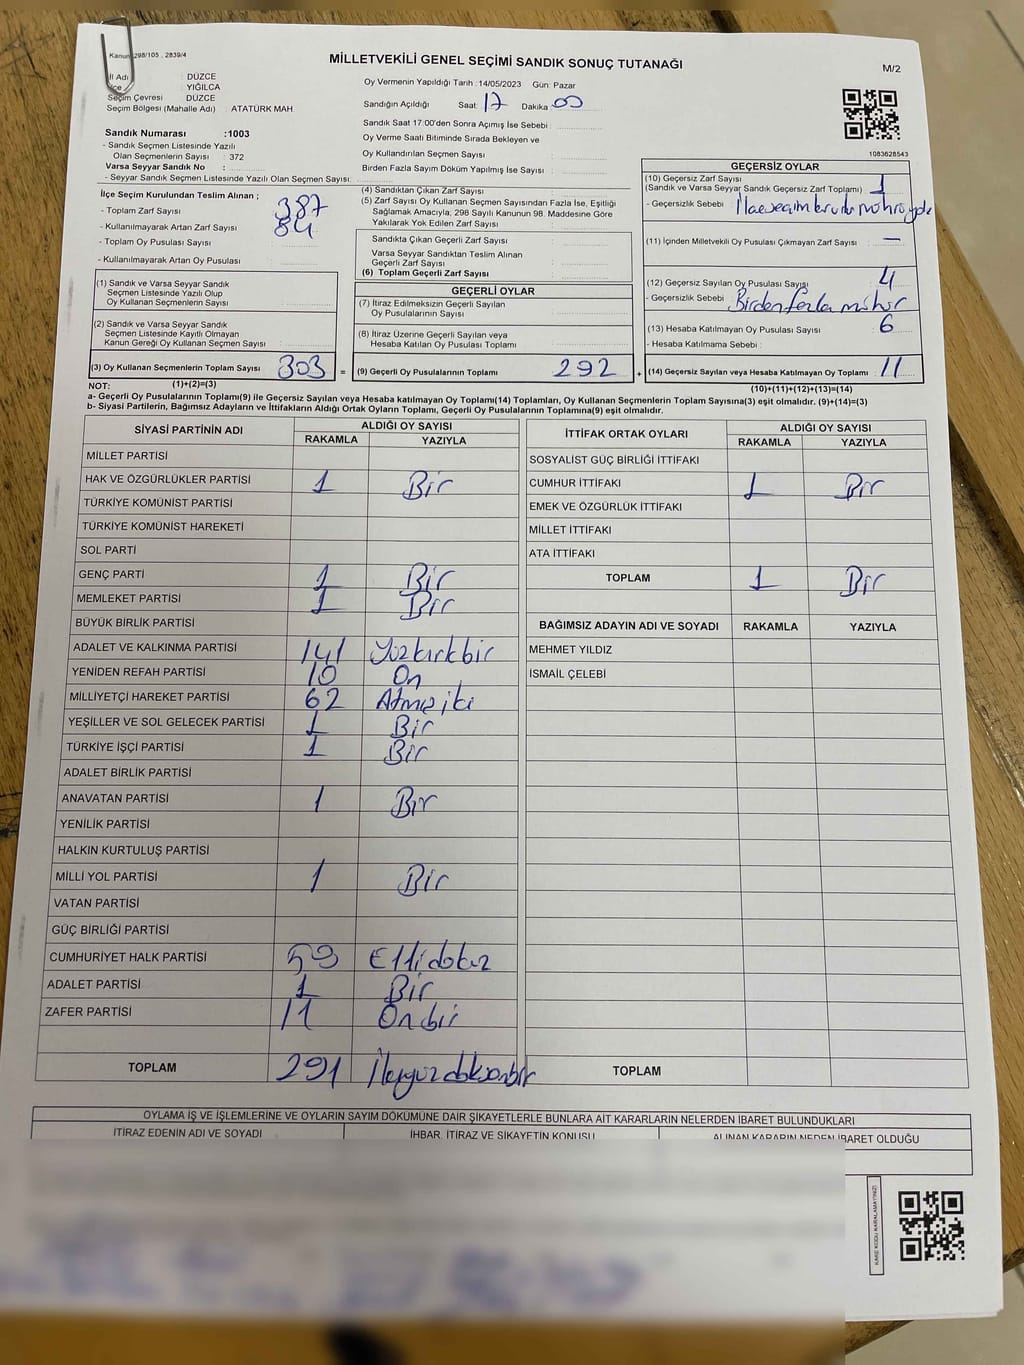 Kanun 298/105 , 2839/4
MİLLETVEKİLİ GENEL SEÇİMİ SANDIK SONUÇ TUTANAĞI
M/2
İl Adı : DÜZCE
İlçe : YIĞILCA
Seçim Çevresi DÜZCE
Seçim Bölgesi (Mahalle Adı) : ATATÜRK MAH
Sandık Numarası :1003
- Sandık Seçmen Listesinde Yazılı
Olan Seçmenlerin Sayısı : 372
Varsa Seyyar Sandık No :
- Seyyar Sandık Seçmen Listesinde Yazılı Olan Seçmen Sayısı:
Oy Vermenin Yapıldığı Tarih :14/05/2023 Gün: Pazar
Sandığın Açıldığı Saat: 17 Dakika 00
Sandık Saat 17:00'den Sonra Açımış İse Sebebi :
Oy Verme Saati Bitiminde Sırada Bekleyen ve
Oy Kullandırılan Seçmen Sayısı :
Birden Fazla Sayım Döküm Yapılmış İse Sayısı :
1083628543
İlçe Seçim Kurulundan Teslim Alınan ;
- Toplam Zarf Sayısı : 387
- Kullanılmayarak Artan Zarf Sayısı : 84
- Toplam Oy Pusulası Sayısı :
- Kullanılmayarak Artan Oy Pusulası :
(4) Sandıktan Çıkan Zarf Sayısı :
(5) Zarf Sayısı Oy Kullanan Seçmen Sayısından Fazla İse, Eşitliği
Sağlamak Amacıyla; 298 Sayılı Kanunun 98. Maddesine Göre
Yakılarak Yok Edilen Zarf Sayısı :
Sandıkta Çıkan Geçerli Zarf Sayısı :
Varsa Seyyar Sandıktan Teslim Alınan
Geçerli Zarf Sayısı :
(6) Toplam Geçerli Zarf Sayısı :
GEÇERSİZ OYLAR
(10) Geçersiz Zarf Sayısı
(Sandık ve Varsa Seyyar Sandık Geçersiz Zarf Toplamı) : 1
- Geçersizlik Sebebi :
(11) İçinden Milletvekili Oy Pusulası Çıkmayan Zarf Sayısı : —
(12) Geçersiz Sayılan Oy Pusulası Sayısı : 4
- Geçersizlik Sebebi : Birden fazla mühür
(13) Hesaba Katılmayan Oy Pusulası Sayısı : 6
- Hesaba Katılmama Sebebi :
(1) Sandık ve Varsa Seyyar Sandık
Seçmen Listesinde Yazılı Olup
Oy Kullanan Seçmenlerin Sayısı :
(2) Sandık ve Varsa Seyyar Sandık
Seçmen Listesinde Kayıtlı Olmayan
Kanun Gereği Oy Kullanan Seçmen Sayısı :
GEÇERLİ OYLAR
(7) İtiraz Edilmeksizin Geçerli Sayılan
Oy Pusulalarının Sayısı :
(8) İtiraz Üzerine Geçerli Sayılan veya
Hesaba Katılan Oy Pusulası Toplamı :
(3) Oy Kullanan Seçmenlerin Toplam Sayısı : 303 = (9) Geçerli Oy Pusulalarının Toplamı : 292 + (14) Geçersiz Sayılan veya Hesaba Katılmayan Oy Toplamı : 11
NOT: (1)+(2)=(3) (10)+(11)+(12)+(13)=(14)
a- Geçerli Oy Pusulalarının Toplamı(9) ile Geçersiz Sayılan veya Hesaba Katılmayan Oy Toplamı(14) Toplamları, Oy Kullanan Seçmenlerin Toplam Sayısına(3) eşit olmalıdır. (9)+(14)=(3)
b- Siyasi Partilerin, Bağımsız Adayların ve İttifakların Aldığı Ortak Oyların Toplamı, Geçerli Oy Pusulalarının Toplamına(9) eşit olmalıdır.
SİYASİ PARTİNİN ADI ALDIĞI OY SAYISI
RAKAMLA YAZIYLA
MİLLET PARTİSİ
HAK VE ÖZGÜRLÜKLER PARTİSİ 1 Bir
TÜRKİYE KOMÜNİST PARTİSİ
TÜRKİYE KOMÜNİST HAREKETİ
SOL PARTİ
GENÇ PARTİ 1 Bir
MEMLEKET PARTİSİ 1 Bir
BÜYÜK BİRLİK PARTİSİ
ADALET VE KALKINMA PARTİSİ 141 Yüzkırkbir
YENİDEN REFAH PARTİSİ 10 On
MİLLİYETÇİ HAREKET PARTİSİ 62 Atmış iki
YEŞİLLER VE SOL GELECEK PARTİSİ 1 Bir
TÜRKİYE İŞÇİ PARTİSİ 1 Bir
ADALET BİRLİK PARTİSİ
ANAVATAN PARTİSİ 1 Bir
YENİLİK PARTİSİ
HALKIN KURTULUŞ PARTİSİ
MİLLİ YOL PARTİSİ 1 Bir
VATAN PARTİSİ
GÜÇ BİRLİĞİ PARTİSİ
CUMHURİYET HALK PARTİSİ 59 Elli dokuz
ADALET PARTİSİ 1 Bir
ZAFER PARTİSİ 11 On bir
TOPLAM 291 İkiyüz doksanbir
İTTİFAK ORTAK OYLARI ALDIĞI OY SAYISI
RAKAMLA YAZIYLA
SOSYALİST GÜÇ BİRLİĞİ İTTİFAKI
CUMHUR İTTİFAKI 1 Bir
EMEK VE ÖZGÜRLÜK İTTİFAKI
MİLLET İTTİFAKI
ATA İTTİFAKI
TOPLAM 1 Bir
BAĞIMSIZ ADAYIN ADI VE SOYADI RAKAMLA YAZIYLA
MEHMET YILDIZ
İSMAİL ÇELEBİ
TOPLAM
OYLAMA İŞ VE İŞLEMLERİNE VE OYLARIN SAYIM DÖKÜMÜNE DAİR ŞİKAYETLERLE BUNLARA AİT KARARLARIN NELERDEN İBARET BULUNDUKLARI
İTİRAZ EDENİN ADI VE SOYADI İHBAR, İTİRAZ VE ŞİKAYETİN KONUSU ALINAN KARARIN NEDEN İBARET OLDUĞU
KARE KODU KARALAMAYINIZ!